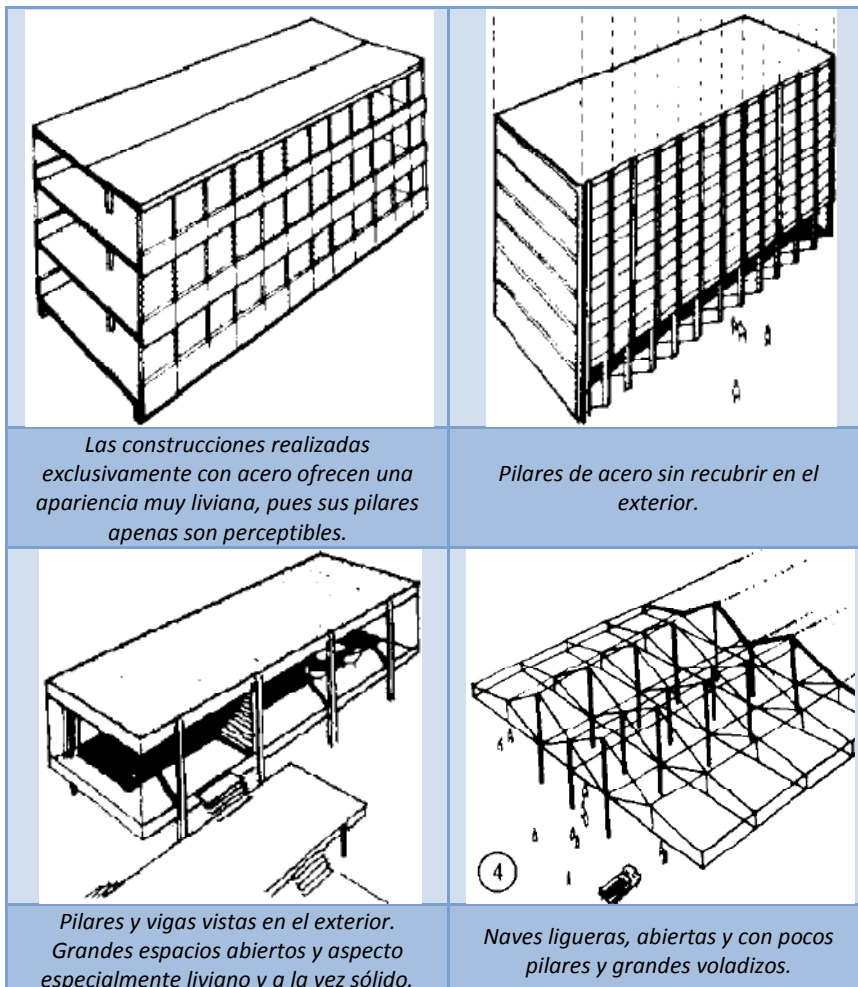 Las construcciones realizadas
exclusivamente con acero ofrecen una
apariencia muy liviana, pues sus pilares
apenas son perceptibles.
Pilares de acero sin recubrir en el
exterior.
4
Pilares y vigas vistas en el exterior.
Grandes espacios abiertos y aspecto
especialmente liviano y a la vez sólido.
Naves ligueras, abiertas y con pocos
pilares y grandes voladizos.